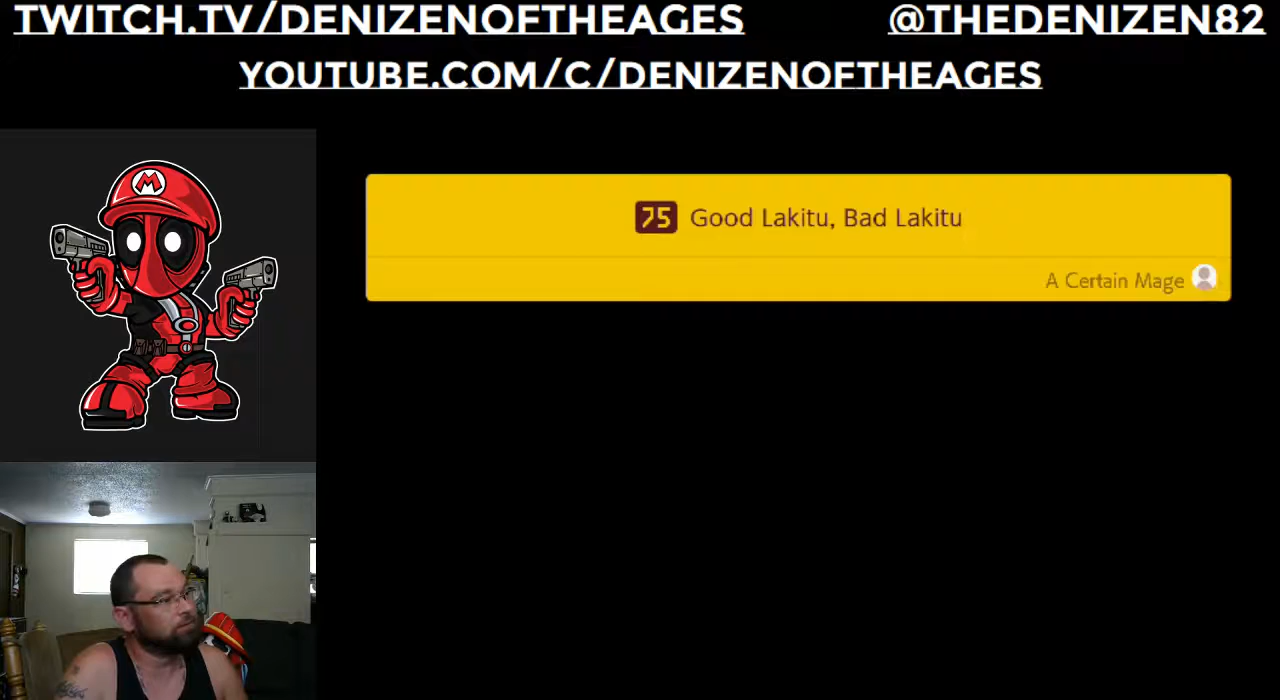 TWITCH.TV/DENIZENOFTHEAGES
@THEDENIZEN82
YOUTUBE.COM/C/DENIZENOFTHEAGES
M
75 Good Lakitu, Bad Lakitu
A Certain Mage